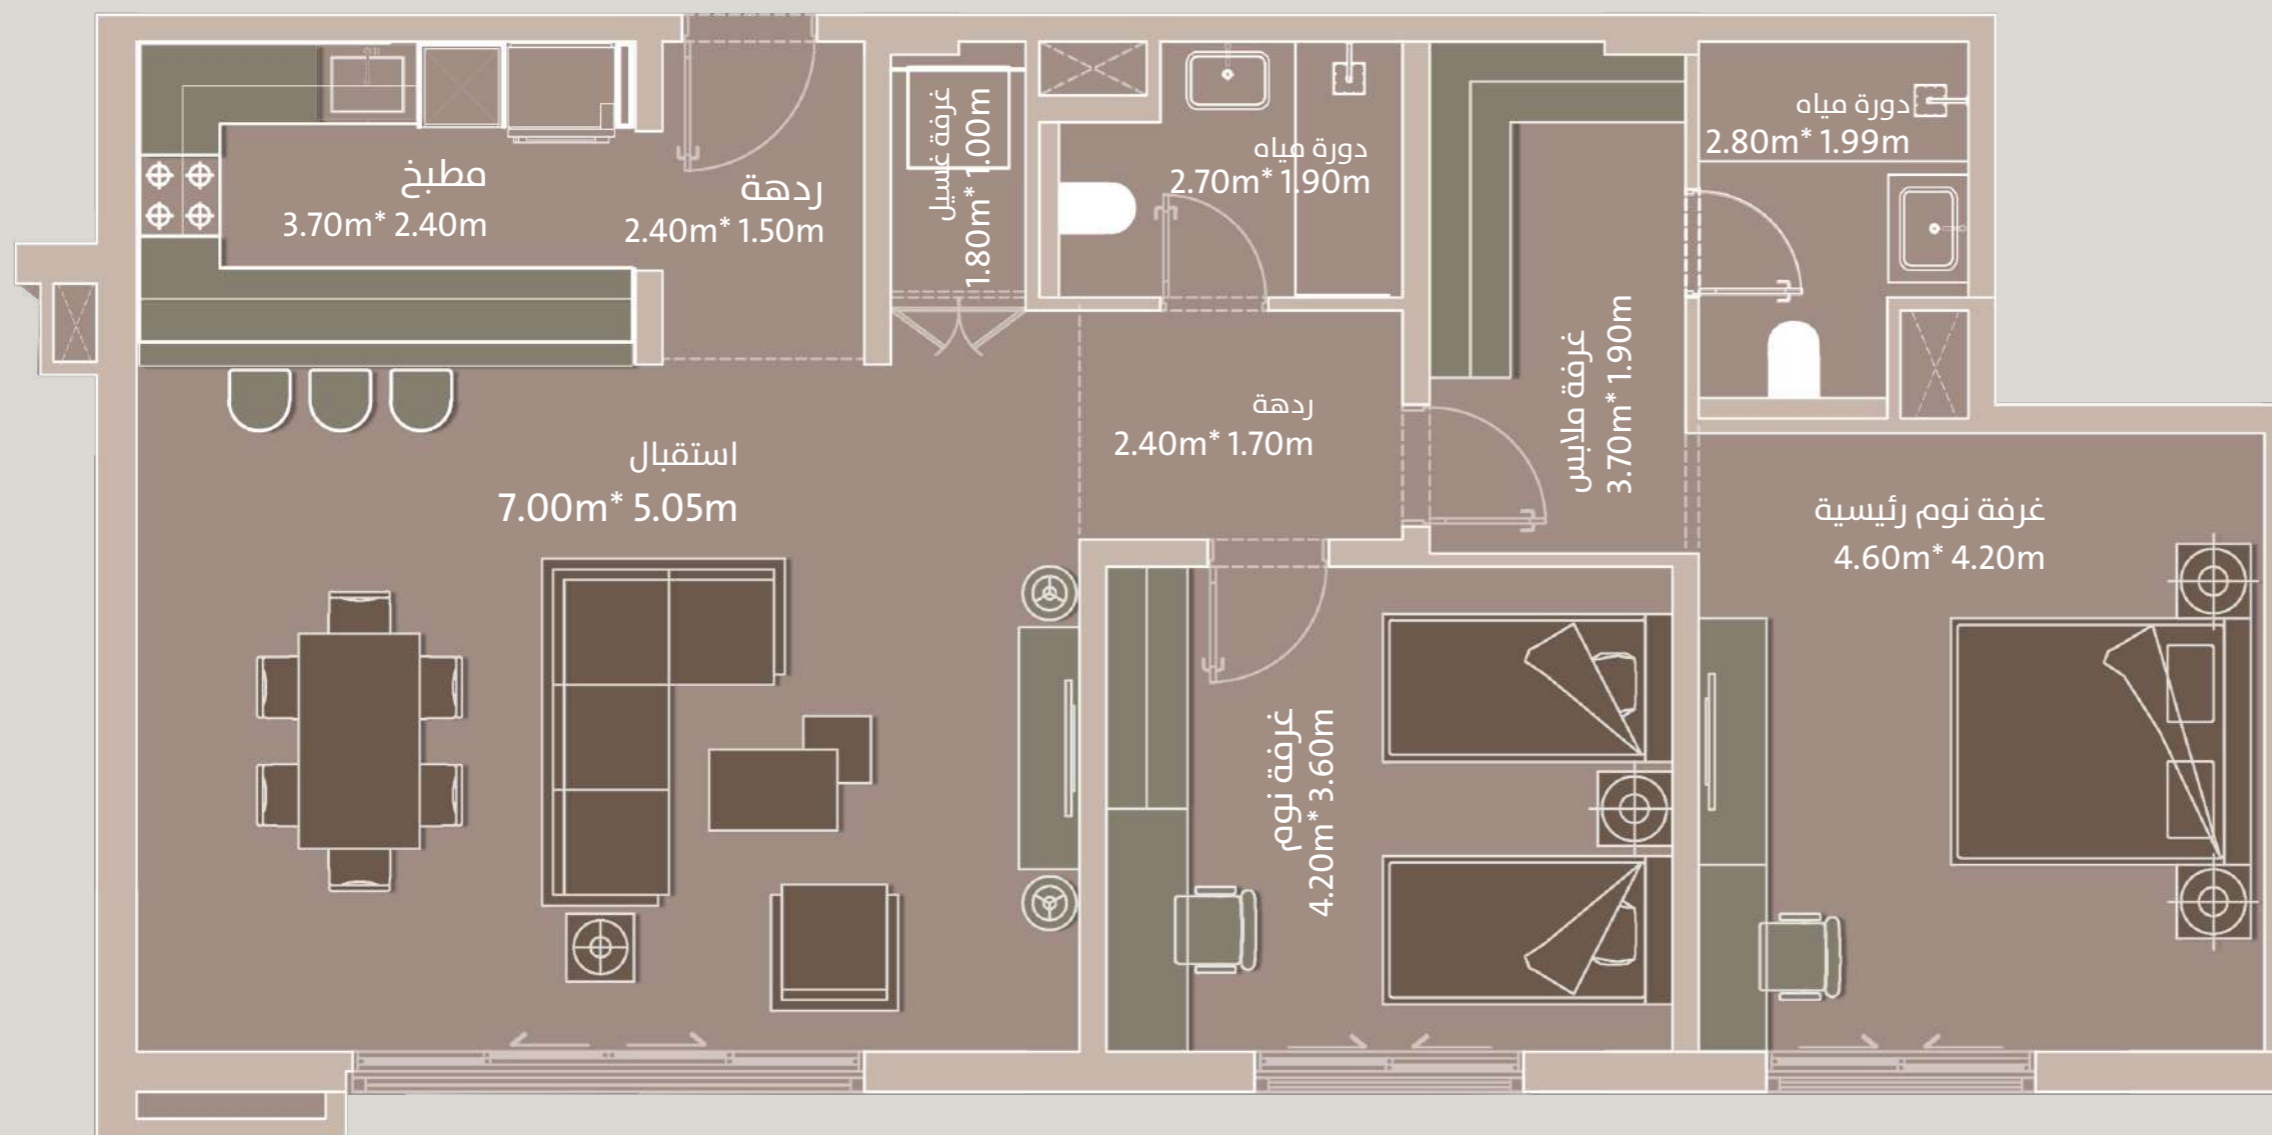 مطبخ
3.70m* 2.40m
ردهة
2.40m* 1.50m
غرفة غسيل
1.80m* 1.00m
دورة مياه
2.70m* 1.90m
دورة مياه
2.80m* 1.99m
غرفة ملابس
3.70m* 1.90m
ردهة
2.40m* 1.70m
استقبال
7.00m* 5.05m
غرفة نوم رئيسية
4.60m* 4.20m
غرفة نوم
4.20m* 3.60m